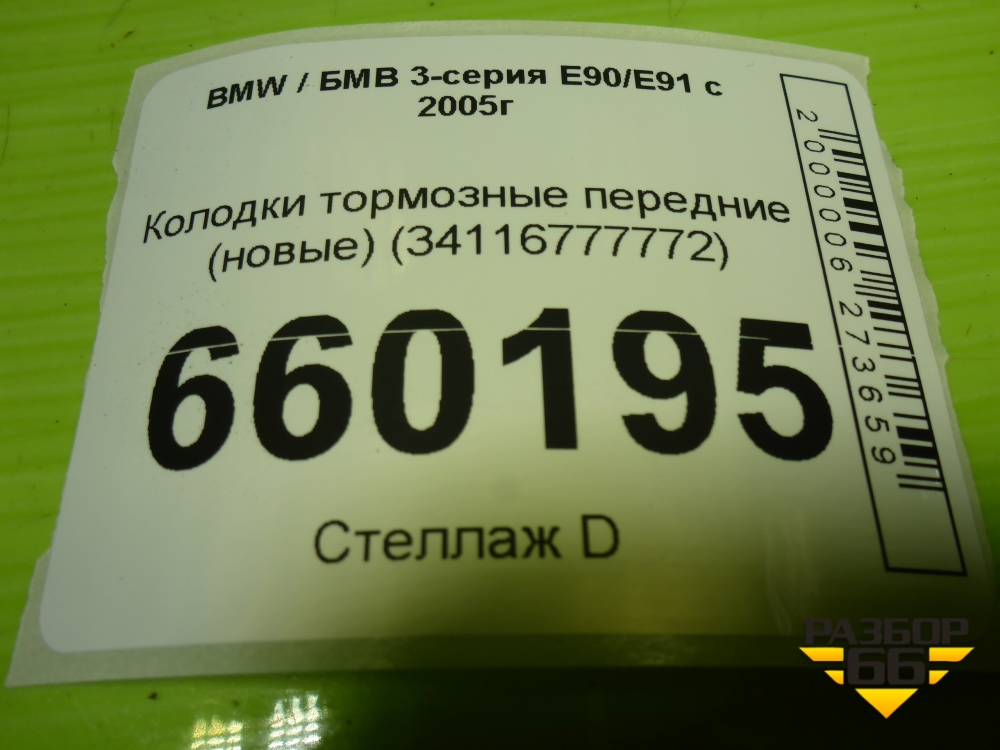 BMW / БМВ 3-серия E90/E91 с
2005г
Колодки тормозные передние
(новые) (34116777772)
660195
Стеллаж D
2000006273659
РАЗБОР
66